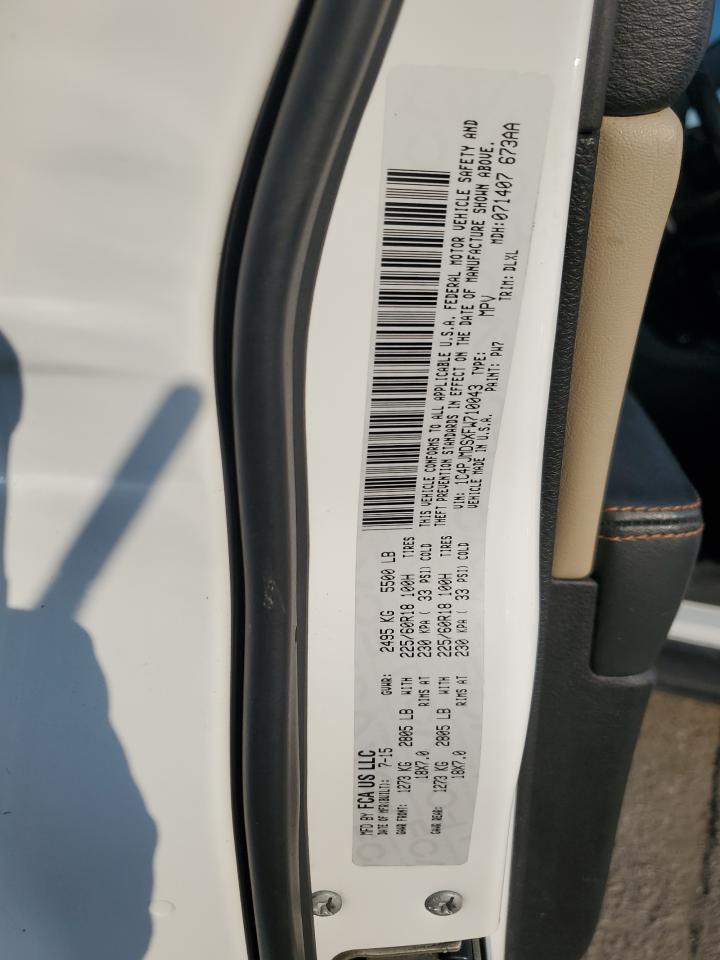 MFD BY FCA US LLC
DATE OF MFR(BUILT): 7-15 GVWR: 2495 KG 5500 LB
GAWR FRONT: 1273 KG 2805 LB WITH 225/60R18 100H TIRES
18X7.0 RIMS AT 230 KPA ( 33 PSI) COLD
GAWR REAR: 1273 KG 2805 LB WITH 225/60R18 100H TIRES
18X7.0 RIMS AT 230 KPA ( 33 PSI) COLD
THIS VEHICLE CONFORMS TO ALL APPLICABLE U.S.A. FEDERAL MOTOR VEHICLE SAFETY AND
THEFT PREVENTION STANDARDS IN EFFECT ON THE DATE OF MANUFACTURE SHOWN ABOVE.
VIN: 1C4PJMDSXFW710043 TYPE: MPV MDH:071407 673AA
VEHICLE MADE IN U.S.A. PAINT: PW7 TRIM: DLXL